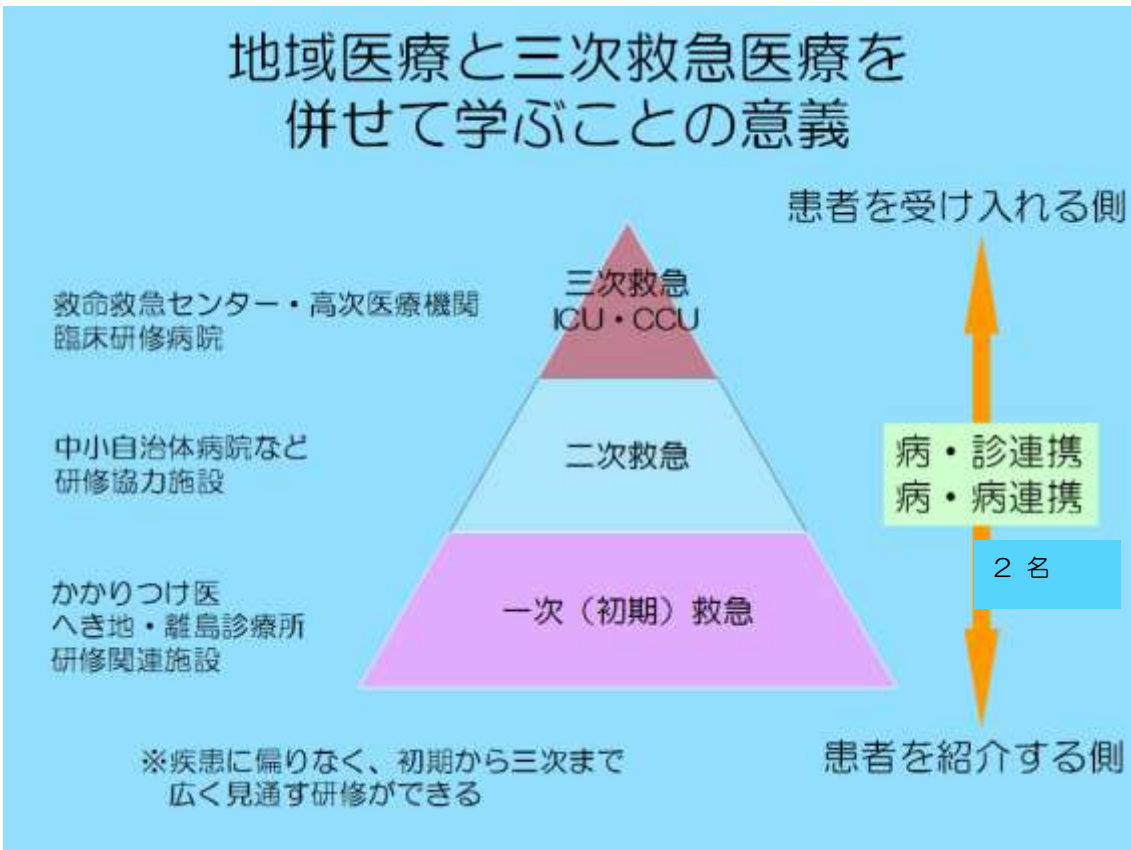 地域医療と三次救急医療を
併せて学ぶことの意義
患者を受け入れる側
救命救急センター・高次医療機関
臨床研修病院
三次救急
ICU・CCU
中小自治体病院など
研修協力施設
二次救急
病・診連携
病・病連携
２ 名
かかりつけ医
へき地・離島診療所
研修関連施設
一次（初期）救急
患者を紹介する側
※疾患に偏りなく、初期から三次まで
広く見通す研修ができる